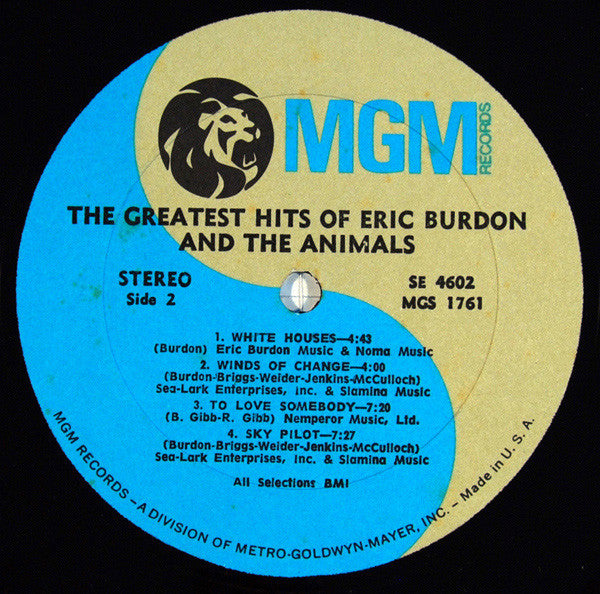 MGM
RECORDS
THE GREATEST HITS OF ERIC BURDON
AND THE ANIMALS
STEREO
Side 2
SE 4602
MGS 1761
1. WHITE HOUSES—4:43
(Burdon) Eric Burdon Music & Noma Music
2. WINDS OF CHANGE—4:00
(Burdon-Briggs-Weider-Jenkins-McCulloch)
Sea-Lark Enterprises, Inc. & Slamina Music
3. TO LOVE SOMEBODY—7:20
(B. Gibb-R. Gibb) Nemperor Music, Ltd.
4. SKY PILOT—7:27
(Burdon-Briggs-Weider-Jenkins-McCulloch)
Sea-Lark Enterprises, Inc. & Slamina Music
All Selections BMI
MGM RECORDS – A DIVISION OF METRO-GOLDWYN-MAYER, INC. – Made in U. S. A.